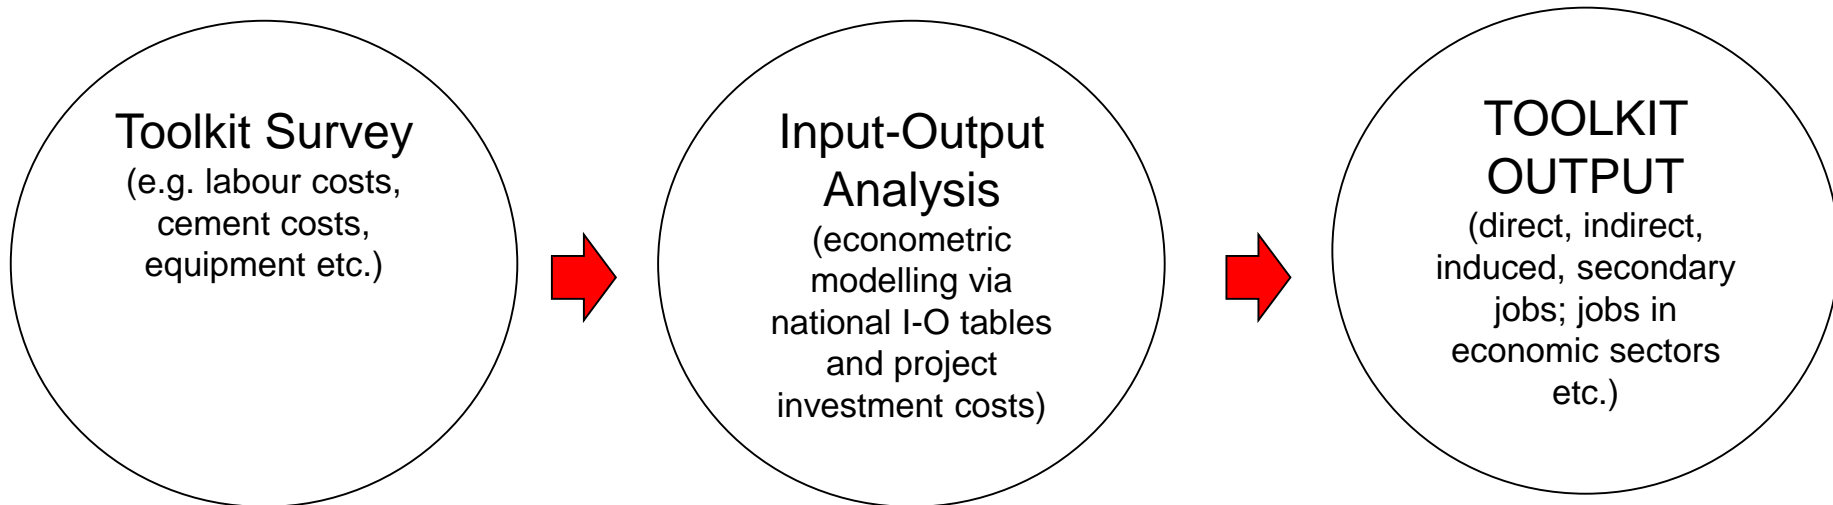 Toolkit Survey
(e.g. labour costs,
cement costs,
equipment etc.)
Input-Output
Analysis
(econometric
modelling via
national I-O tables
and project
investment costs)
TOOLKIT
OUTPUT
(direct, indirect,
induced, secondary
jobs; jobs in
economic sectors
etc.)